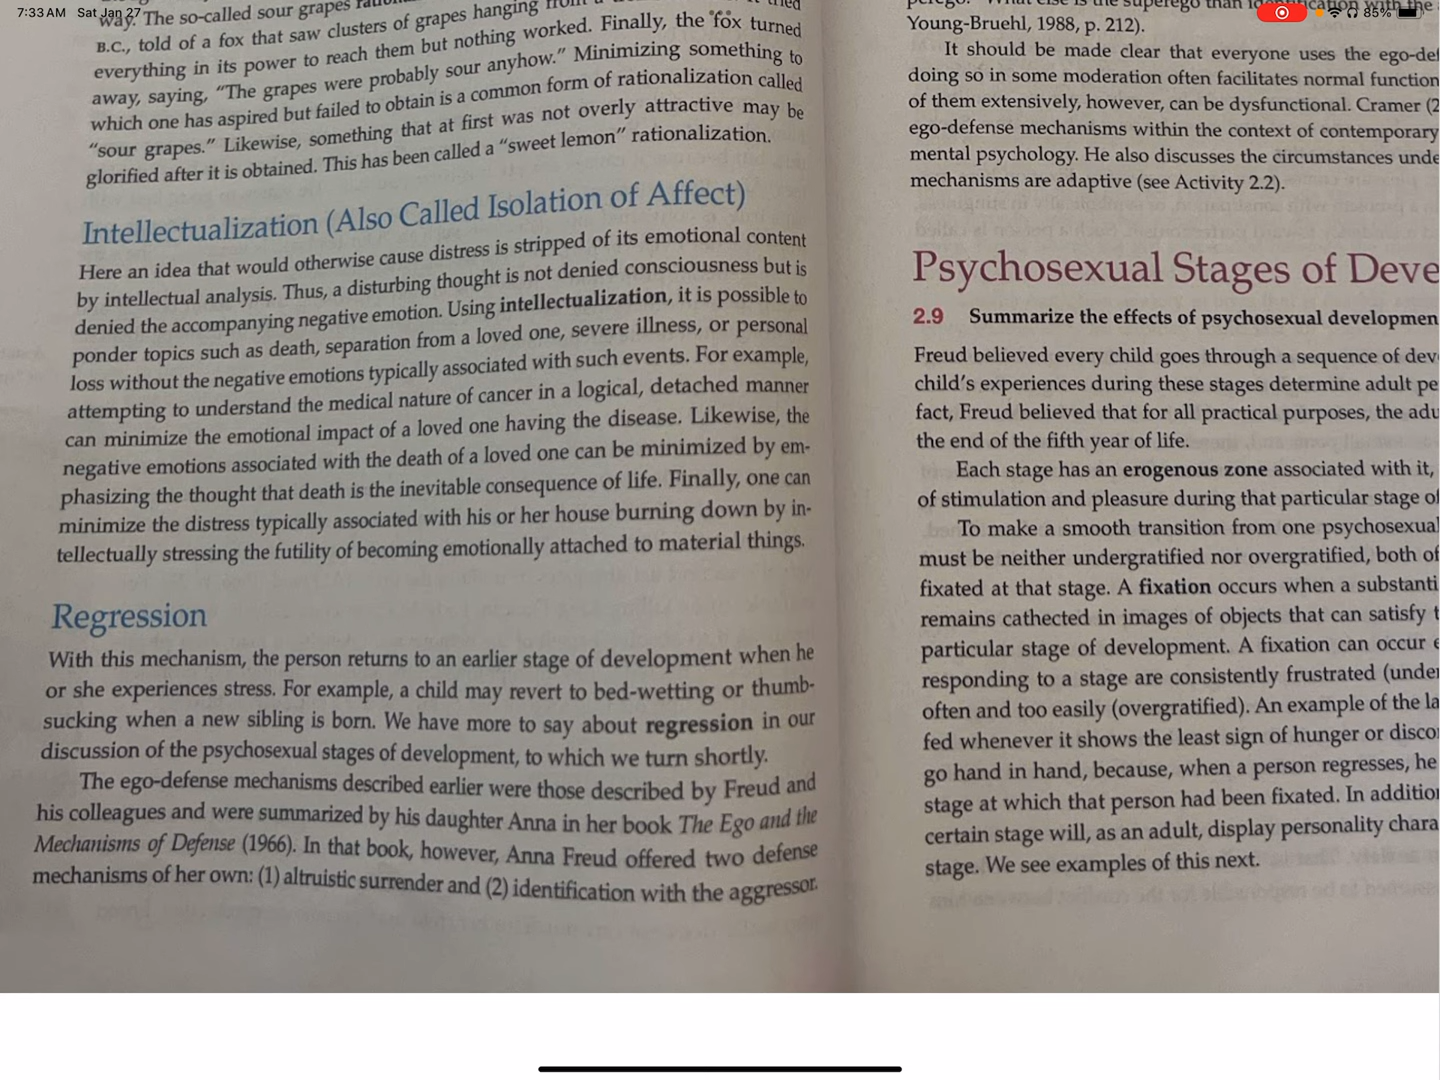 7:33 AM Sat Jan 27
85%
way. The so-called sour grapes
B.C., told of a fox that saw clusters of grapes hanging from a
everything in its power to reach them but nothing worked. Finally, the fox turned
away, saying, “The grapes were probably sour anyhow.” Minimizing something to
which one has aspired but failed to obtain is a common form of rationalization called
“sour grapes.” Likewise, something that at first was not overly attractive may be
glorified after it is obtained. This has been called a “sweet lemon” rationalization.
Intellectualization (Also Called Isolation of Affect)
Here an idea that would otherwise cause distress is stripped of its emotional content
by intellectual analysis. Thus, a disturbing thought is not denied consciousness but is
denied the accompanying negative emotion. Using intellectualization, it is possible to
ponder topics such as death, separation from a loved one, severe illness, or personal
loss without the negative emotions typically associated with such events. For example,
attempting to understand the medical nature of cancer in a logical, detached manner
can minimize the emotional impact of a loved one having the disease. Likewise, the
negative emotions associated with the death of a loved one can be minimized by em-
phasizing the thought that death is the inevitable consequence of life. Finally, one can
minimize the distress typically associated with his or her house burning down by in-
tellectually stressing the futility of becoming emotionally attached to material things.
Regression
With this mechanism, the person returns to an earlier stage of development when he
or she experiences stress. For example, a child may revert to bed-wetting or thumb-
sucking when a new sibling is born. We have more to say about regression in our
discussion of the psychosexual stages of development, to which we turn shortly.
The ego-defense mechanisms described earlier were those described by Freud and
his colleagues and were summarized by his daughter Anna in her book The Ego and the
Mechanisms of Defense (1966). In that book, however, Anna Freud offered two defense
mechanisms of her own: (1) altruistic surrender and (2) identification with the aggressor.
the superego than with the
Young-Bruehl, 1988, p. 212).
It should be made clear that everyone uses the ego-def
doing so in some moderation often facilitates normal function
of them extensively, however, can be dysfunctional. Cramer (2
ego-defense mechanisms within the context of contemporary
mental psychology. He also discusses the circumstances unde
mechanisms are adaptive (see Activity 2.2).
Psychosexual Stages of Deve
2.9 Summarize the effects of psychosexual developmen
Freud believed every child goes through a sequence of dev
child’s experiences during these stages determine adult pe
fact, Freud believed that for all practical purposes, the adu
the end of the fifth year of life.
Each stage has an erogenous zone associated with it,
of stimulation and pleasure during that particular stage of
To make a smooth transition from one psychosexual
must be neither undergratified nor overgratified, both of
fixated at that stage. A fixation occurs when a substanti
remains cathected in images of objects that can satisfy t
particular stage of development. A fixation can occur
responding to a stage are consistently frustrated (under
often and too easily (overgratified). An example of the la
fed whenever it shows the least sign of hunger or disco
go hand in hand, because, when a person regresses, he
stage at which that person had been fixated. In addition
certain stage will, as an adult, display personality chara
stage. We see examples of this next.